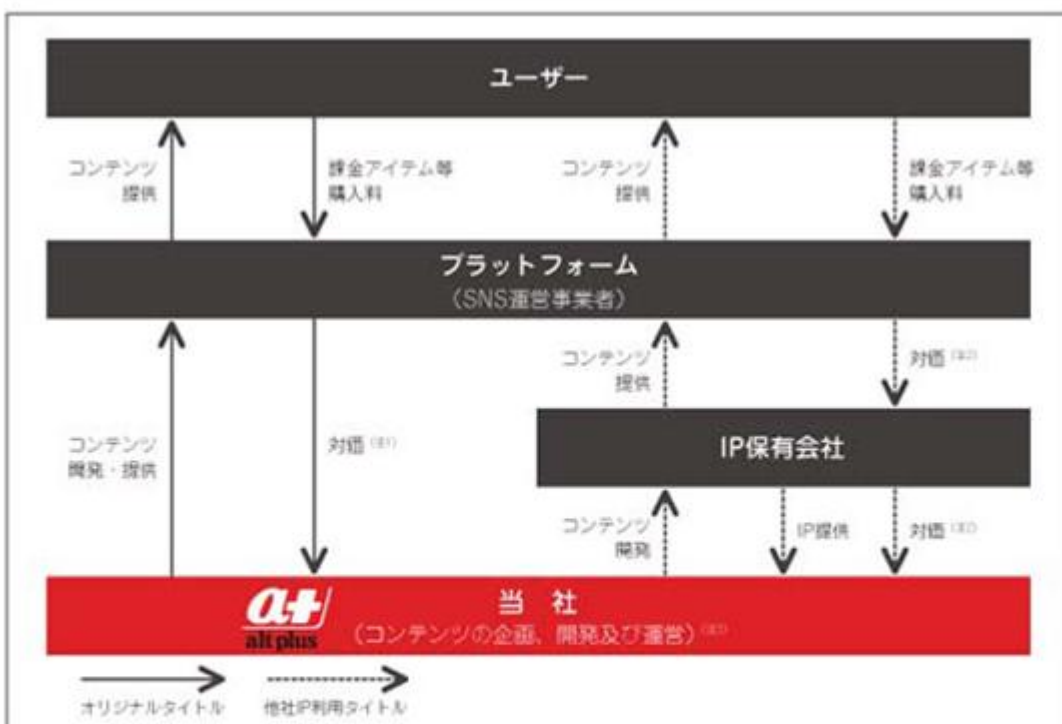 ユーザー
コンテンツ
提供
課金アイテム等
購入料
コンテンツ
提供
課金アイテム等
購入料
プラットフォーム
(SNS運営事業者)
コンテンツ
開発・提供
対価
コンテンツ
提供
対価
IP保有会社
コンテンツ
開発
IP提供
対価
a+
altplus
当 社
(コンテンツの企画、開発及び運営)
オリジナルタイトル
他社IP利用タイトル